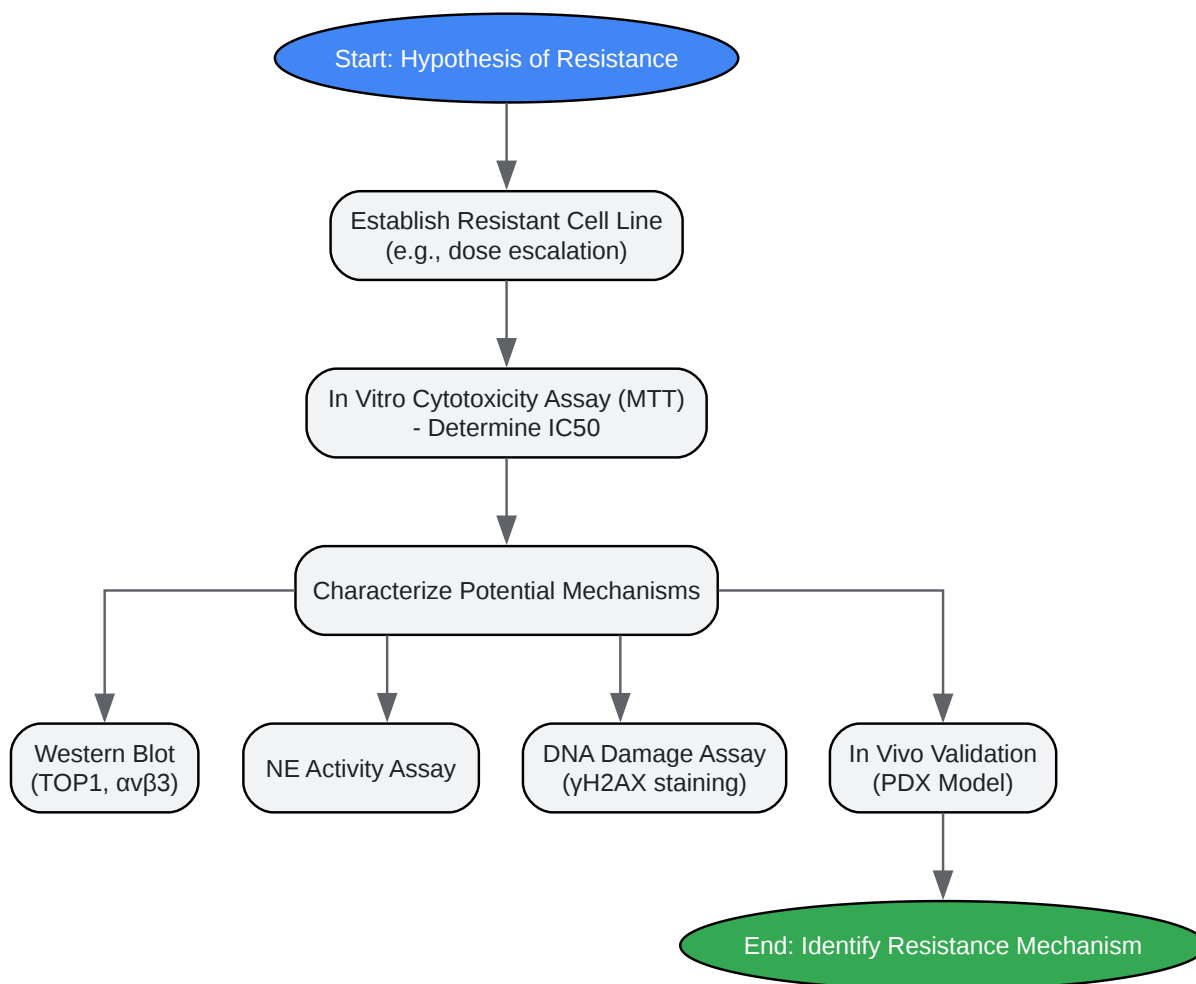 Start: Hypothesis of Resistance
Establish Resistant Cell Line
(e.g., dose escalation)
In Vitro Cytotoxicity Assay (MTT)
- Determine IC50
Characterize Potential Mechanisms
Western Blot
(TOP1, αvβ3)
NE Activity Assay
DNA Damage Assay
(γH2AX staining)
In Vivo Validation
(PDX Model)
End: Identify Resistance Mechanism